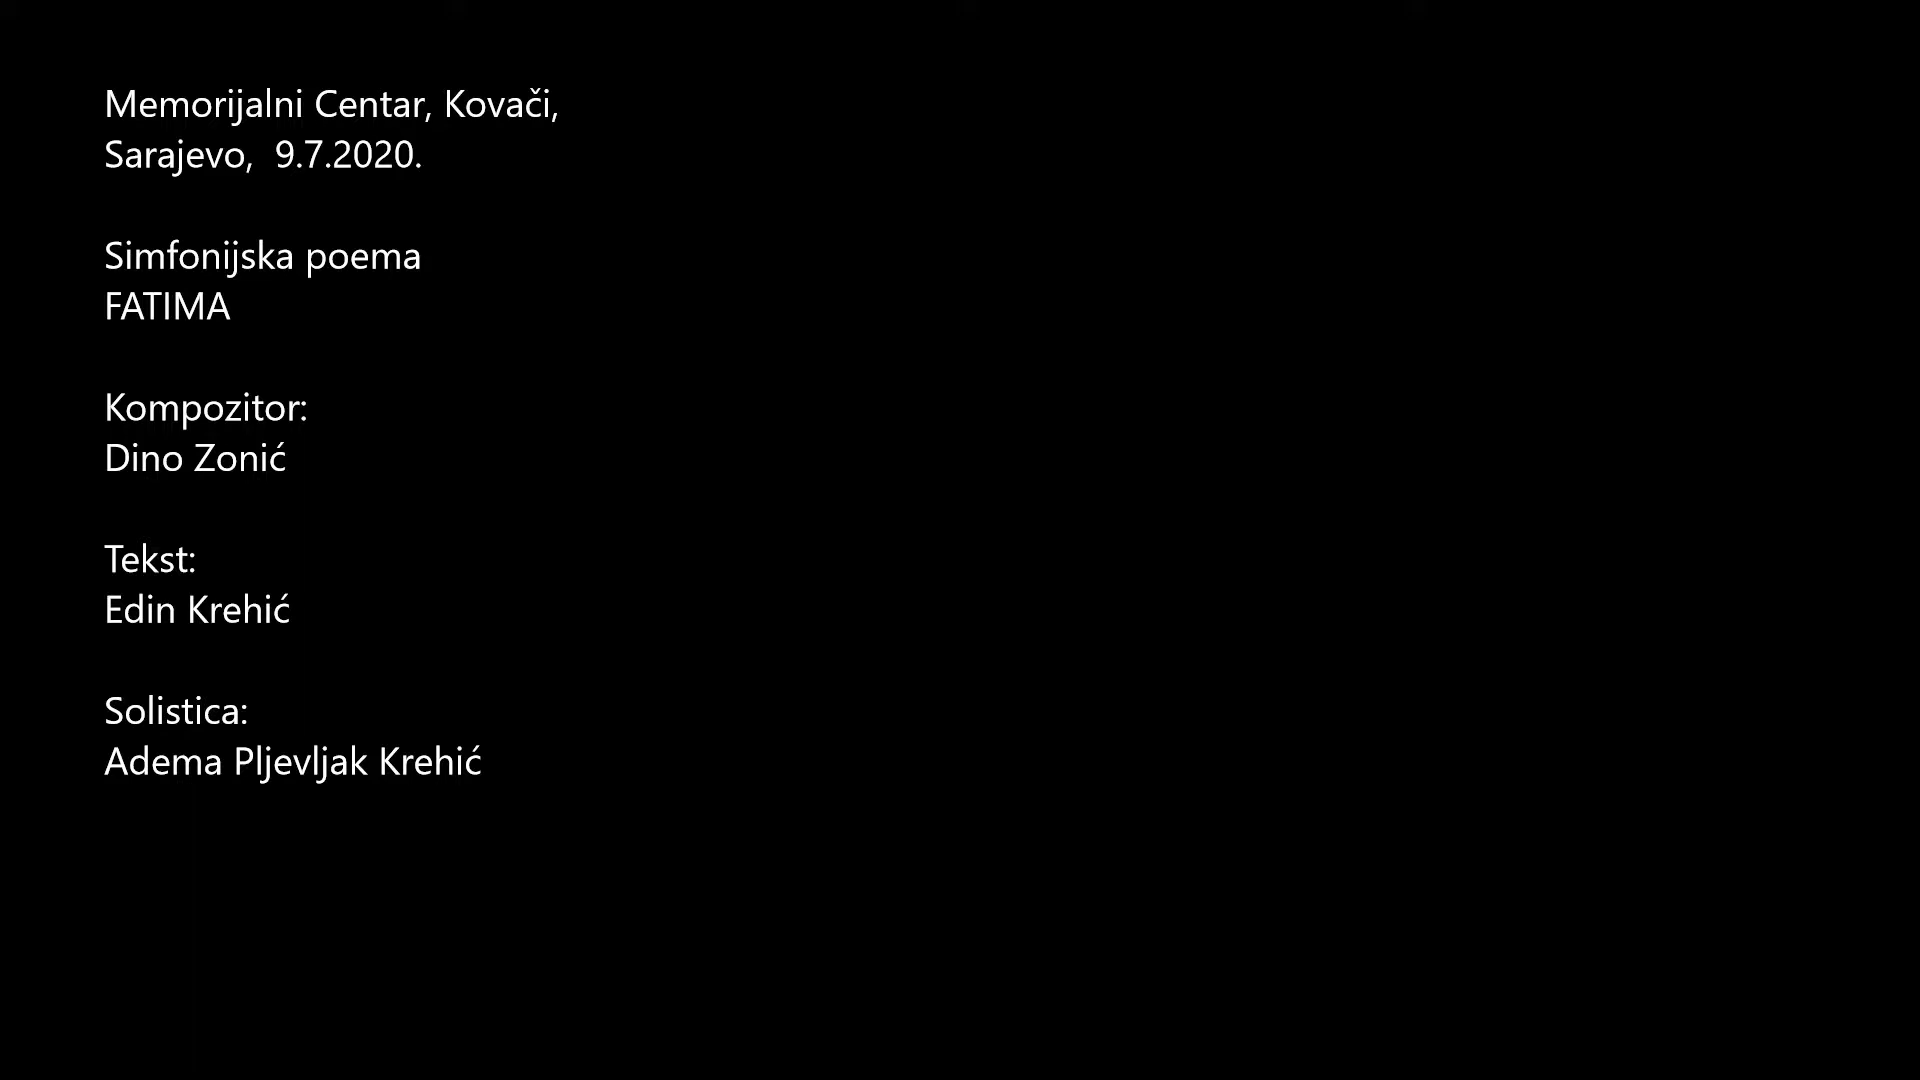 Memorijalni Centar, Kovači,
Sarajevo,  9.7.2020.
Simfonijska poema
FATIMA
Kompozitor:
Dino Zonić
Tekst:
Edin Krehić
Solistica:
Adema Pljevljak Krehić